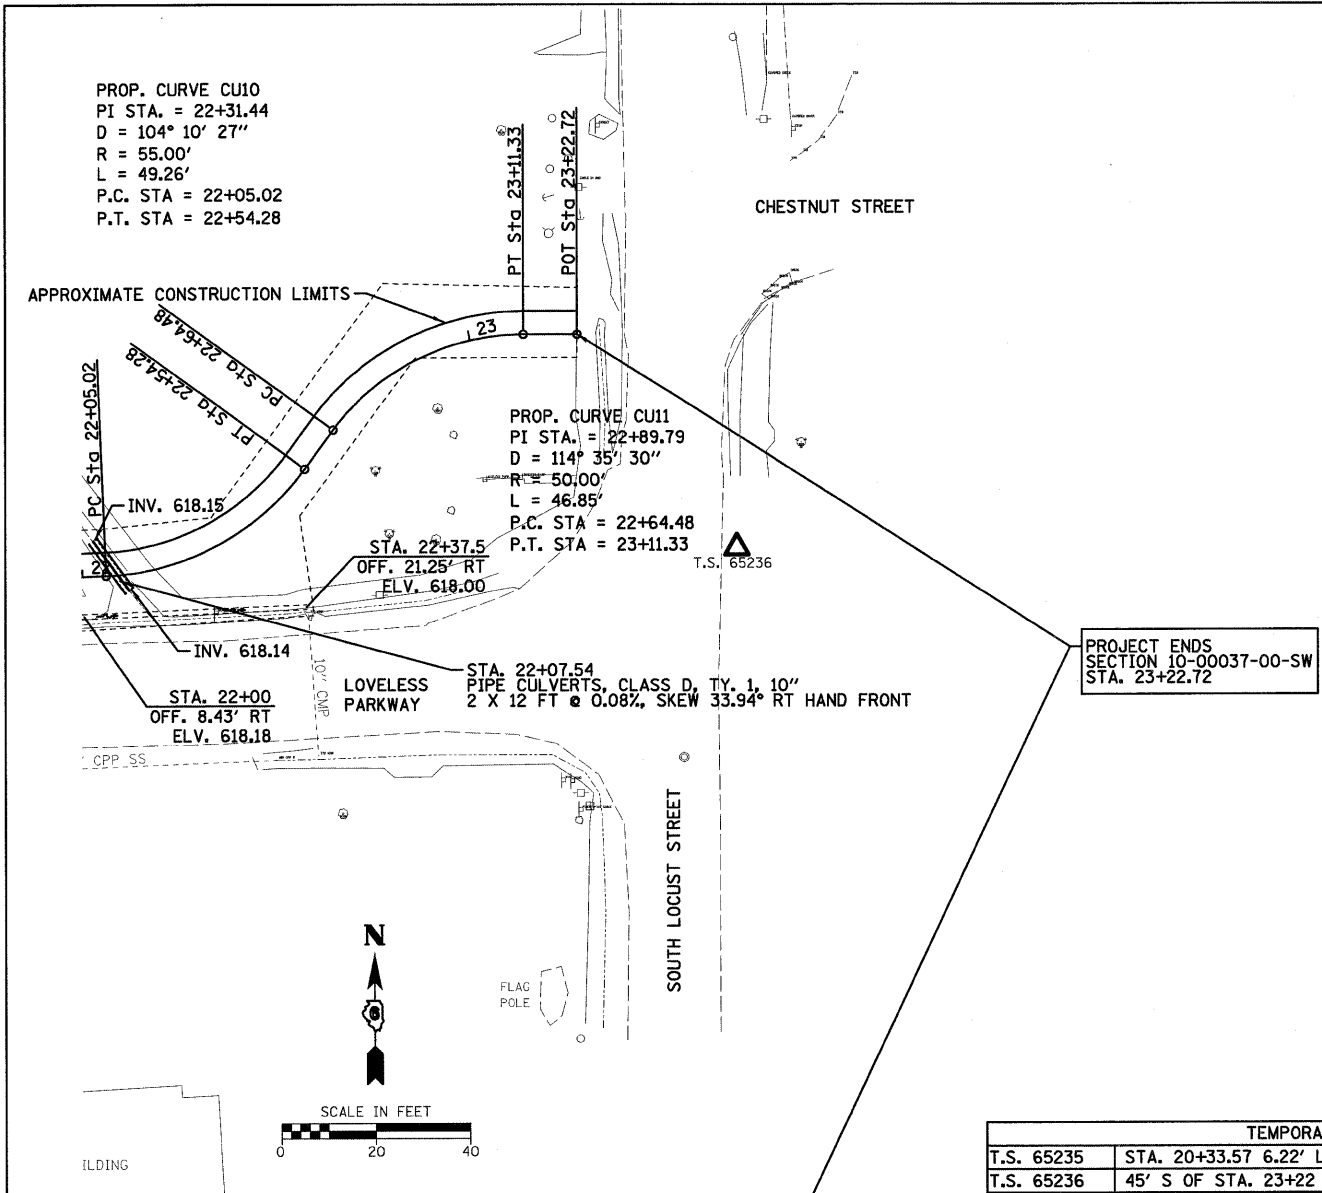 PROP. CURVE CU10
PI STA. = 22+31.44
D = 104° 10' 27"
R = 55.00'
L = 49.26'
P.C. STA = 22+05.02
P.T. STA = 22+54.28
PT Sta 23+11.33
POT Sta 23+22.72
CHESTNUT STREET
APPROXIMATE CONSTRUCTION LIMITS
PC Sta 22+64.48
PT Sta 22+54.28
PC Sta 22+05.02
23
PROP. CURVE CU11
PI STA. = 22+89.79
D = 114° 35' 30"
R = 50.00'
L = 46.85'
P.C. STA = 22+64.48
P.T. STA = 23+11.33
INV. 618.15
STA. 22+37.5
OFF. 21.25' RT
ELV. 618.00
T.S. 65236
INV. 618.14
STA. 22+00
OFF. 8.43' RT
ELV. 618.18
10" CMP
LOVELESS
PARKWAY
STA. 22+07.54
PIPE CULVERTS, CLASS D, TY. 1, 10"
2 X 12 FT @ 0.08%, SKEW 33.94° RT HAND FRONT
PROJECT ENDS
SECTION 10-00037-00-SW
STA. 23+22.72
CPP SS
SOUTH LOCUST STREET
FLAG
POLE
N
6
SCALE IN FEET
0 20 40
ILDING
TEMPORA
T.S. 65235 STA. 20+33.57 6.22' L
T.S. 65236 45' S OF STA. 23+22